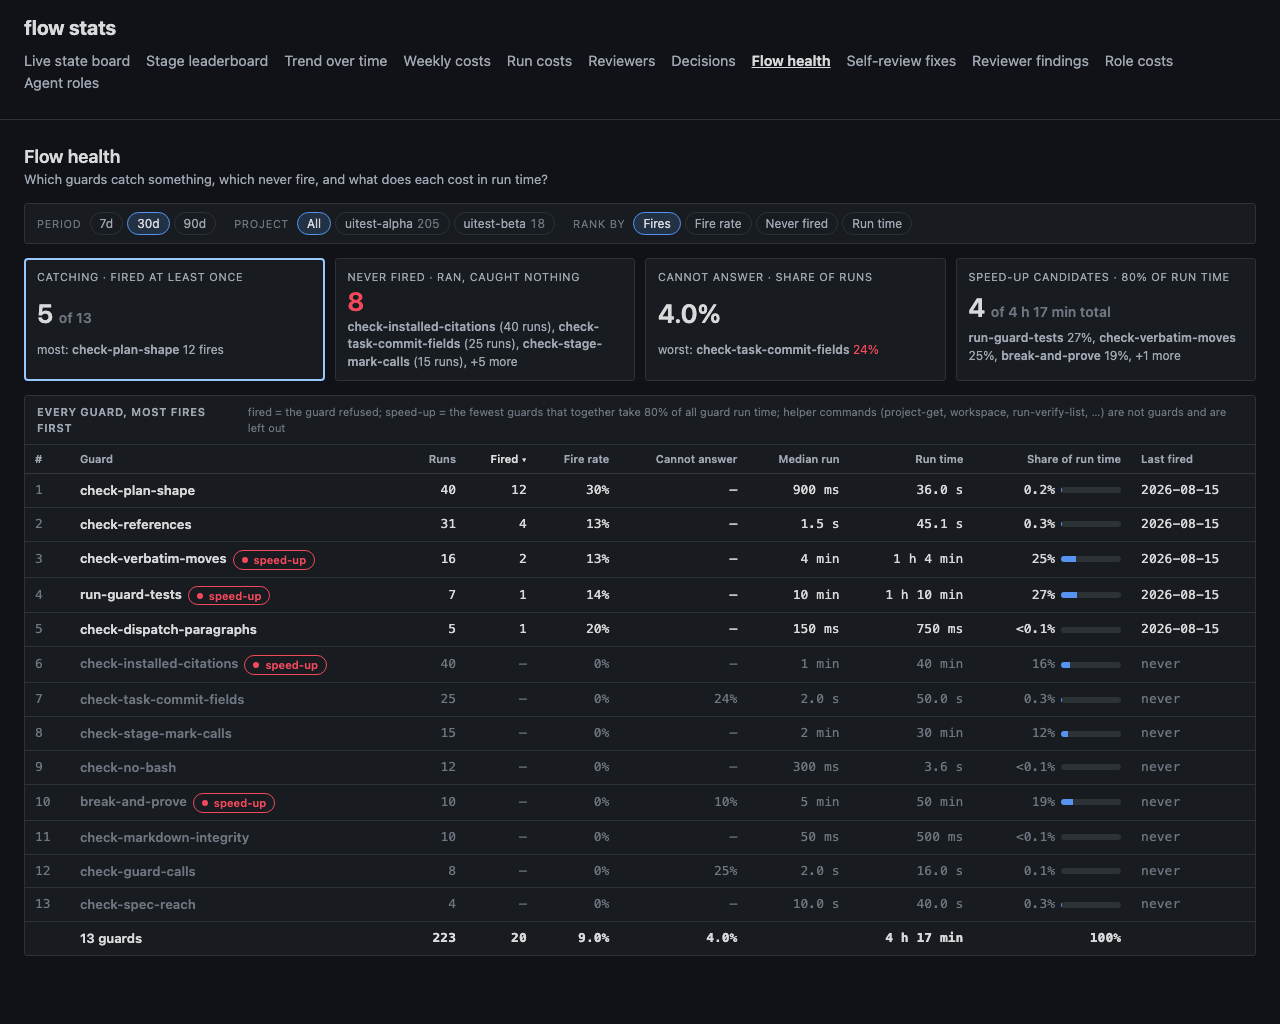 flow stats
Live state board Stage leaderboard Trend over time Weekly costs Run costs Reviewers Decisions Flow health Self-review fixes Reviewer findings Role costs
Agent roles
Flow health
Which guards catch something, which never fire, and what does each cost in run time?
PERIOD 7d 30d 90d PROJECT All uitest-alpha 205 uitest-beta 18 RANK BY Fires Fire rate Never fired Run time
CATCHING · FIRED AT LEAST ONCE
5 of 13
most: check-plan-shape 12 fires
NEVER FIRED · RAN, CAUGHT NOTHING
8
check-installed-citations (40 runs), check-
task-commit-fields (25 runs), check-stage-
mark-calls (15 runs), +5 more
CANNOT ANSWER · SHARE OF RUNS
4.0%
worst: check-task-commit-fields 24%
SPEED-UP CANDIDATES · 80% OF RUN TIME
4 of 4 h 17 min total
run-guard-tests 27%, check-verbatim-moves
25%, break-and-prove 19%, +1 more
EVERY GUARD, MOST FIRES
FIRST
fired = the guard refused; speed-up = the fewest guards that together take 80% of all guard run time; helper commands (project-get, workspace, run-verify-list, …) are not guards and are
left out
# Guard Runs Fired ▾ Fire rate Cannot answer Median run Run time Share of run time Last fired
1 check-plan-shape 40 12 30% — 900 ms 36.0 s 0.2% 2026-08-15
2 check-references 31 4 13% — 1.5 s 45.1 s 0.3% 2026-08-15
3 check-verbatim-moves speed-up 16 2 13% — 4 min 1 h 4 min 25% 2026-08-15
4 run-guard-tests speed-up 7 1 14% — 10 min 1 h 10 min 27% 2026-08-15
5 check-dispatch-paragraphs 5 1 20% — 150 ms 750 ms <0.1% 2026-08-15
6 check-installed-citations speed-up 40 — 0% — 1 min 40 min 16% never
7 check-task-commit-fields 25 — 0% 24% 2.0 s 50.0 s 0.3% never
8 check-stage-mark-calls 15 — 0% — 2 min 30 min 12% never
9 check-no-bash 12 — 0% — 300 ms 3.6 s <0.1% never
10 break-and-prove speed-up 10 — 0% 10% 5 min 50 min 19% never
11 check-markdown-integrity 10 — 0% — 50 ms 500 ms <0.1% never
12 check-guard-calls 8 — 0% 25% 2.0 s 16.0 s 0.1% never
13 check-spec-reach 4 — 0% — 10.0 s 40.0 s 0.3% never
13 guards 223 20 9.0% 4.0% 4 h 17 min 100%